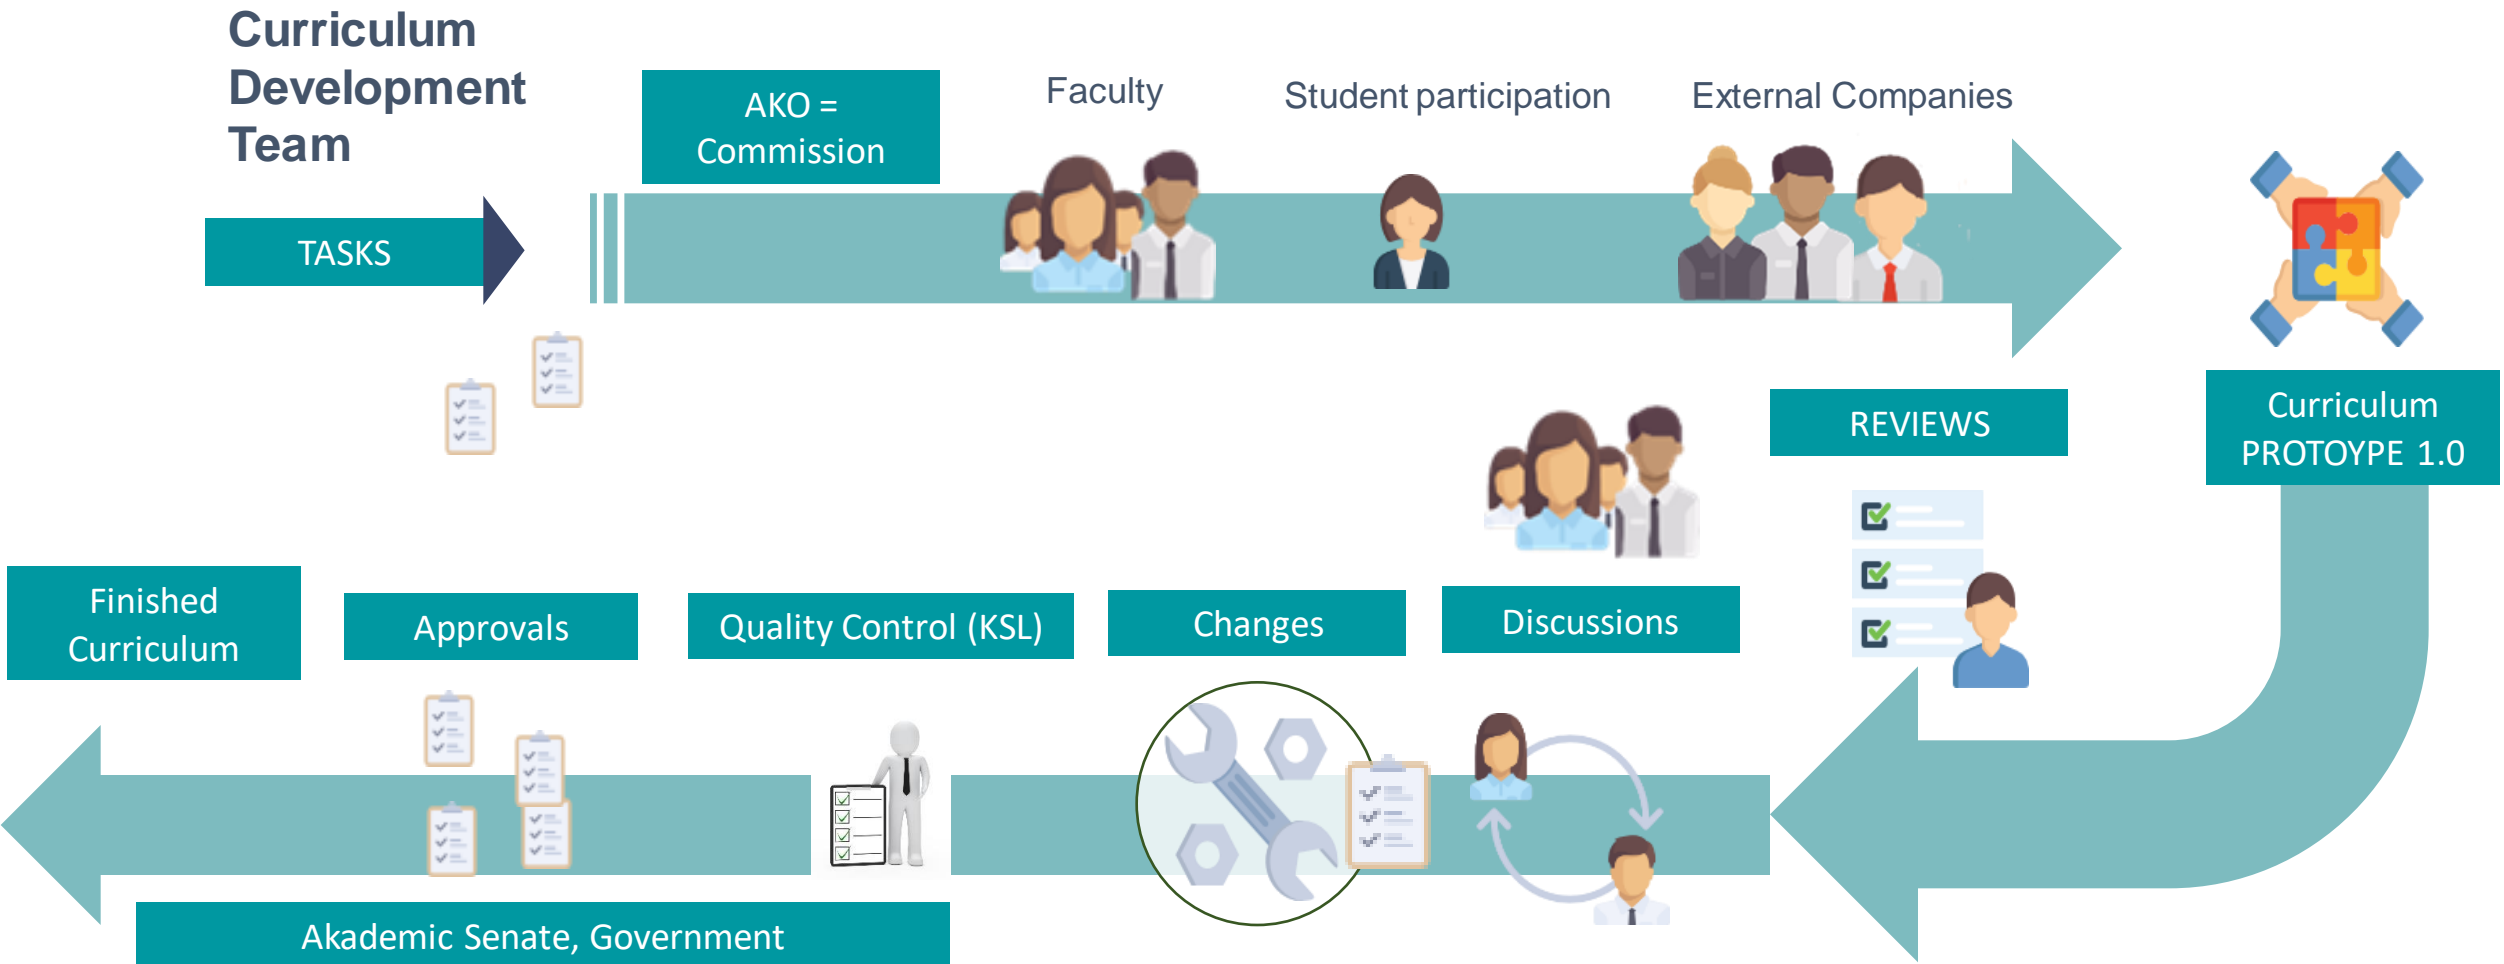 Curriculum
Development
Team
AKO =
Commission
Faculty
Student participation
External Companies
TASKS
Curriculum
PROTOYPE 1.0
REVIEWS
Discussions
Changes
Quality Control (KSL)
Approvals
Finished
Curriculum
Akademic Senate, Government